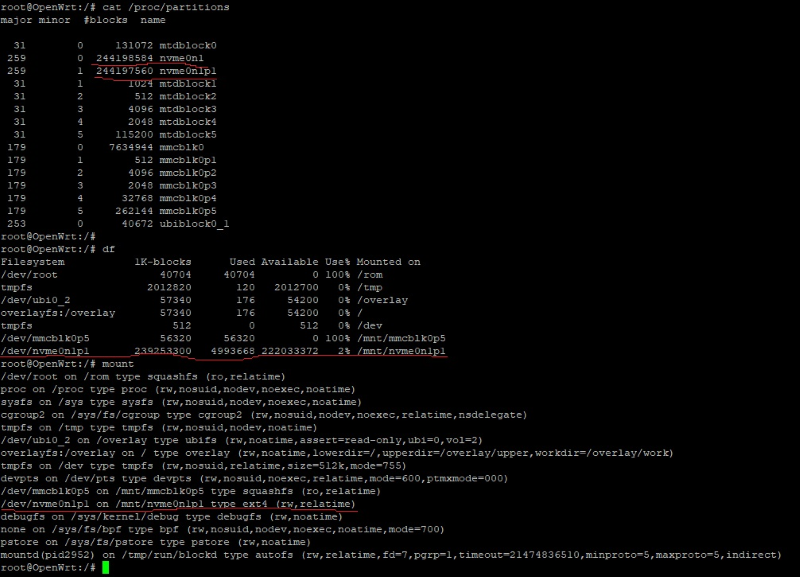 root@OpenWrt:/# cat /proc/partitions
major minor  #blocks  name

  31        0     131072 mtdblock0
 259        0  244198584 nvme0n1
 259        1  244197560 nvme0n1p1
  31        1       1024 mtdblock1
  31        2        512 mtdblock2
  31        3       4096 mtdblock3
  31        4       2048 mtdblock4
  31        5     115200 mtdblock5
 179        0    7634944 mmcblk0
 179        1        512 mmcblk0p1
 179        2       4096 mmcblk0p2
 179        3       2048 mmcblk0p3
 179        4      32768 mmcblk0p4
 179        5     262144 mmcblk0p5
 253        0      40672 ubiblock0_1
root@OpenWrt:/#
root@OpenWrt:/# df
Filesystem           1K-blocks      Used Available Use% Mounted on
/dev/root                40704     40704         0 100% /rom
tmpfs                  2012820       120   2012700   0% /tmp
/dev/ubi0_2              57340       176     54200   0% /overlay
overlayfs:/overlay       57340       176     54200   0% /
tmpfs                      512         0       512   0% /dev
/dev/mmcblk0p5           56320     56320         0 100% /mnt/mmcblk0p5
/dev/nvme0n1p1       239253300   4993668 222033372   2% /mnt/nvme0n1p1
root@OpenWrt:/# mount
/dev/root on /rom type squashfs (ro,relatime)
proc on /proc type proc (rw,nosuid,nodev,noexec,noatime)
sysfs on /sys type sysfs (rw,nosuid,nodev,noexec,noatime)
cgroup2 on /sys/fs/cgroup type cgroup2 (rw,nosuid,nodev,noexec,relatime,nsdelegate)
tmpfs on /tmp type tmpfs (rw,nosuid,nodev,noatime)
/dev/ubi0_2 on /overlay type ubifs (rw,noatime,assert=read-only,ubi=0,vol=2)
overlayfs:/overlay on / type overlay (rw,noatime,lowerdir=/,upperdir=/overlay/upper,workdir=/overlay/work)
tmpfs on /dev type tmpfs (rw,nosuid,relatime,size=512k,mode=755)
devpts on /dev/pts type devpts (rw,nosuid,noexec,relatime,mode=600,ptmxmode=000)
/dev/mmcblk0p5 on /mnt/mmcblk0p5 type squashfs (ro,relatime)
/dev/nvme0n1p1 on /mnt/nvme0n1p1 type ext4 (rw,relatime)
debugfs on /sys/kernel/debug type debugfs (rw,noatime)
none on /sys/fs/bpf type bpf (rw,nosuid,nodev,noexec,noatime,mode=700)
pstore on /sys/fs/pstore type pstore (rw,noatime)
mountd(pid2952) on /tmp/run/blockd type autofs (rw,relatime,fd=7,pgrp=1,timeout=21474836510,minproto=5,maxproto=5,indirect)
root@OpenWrt:/#